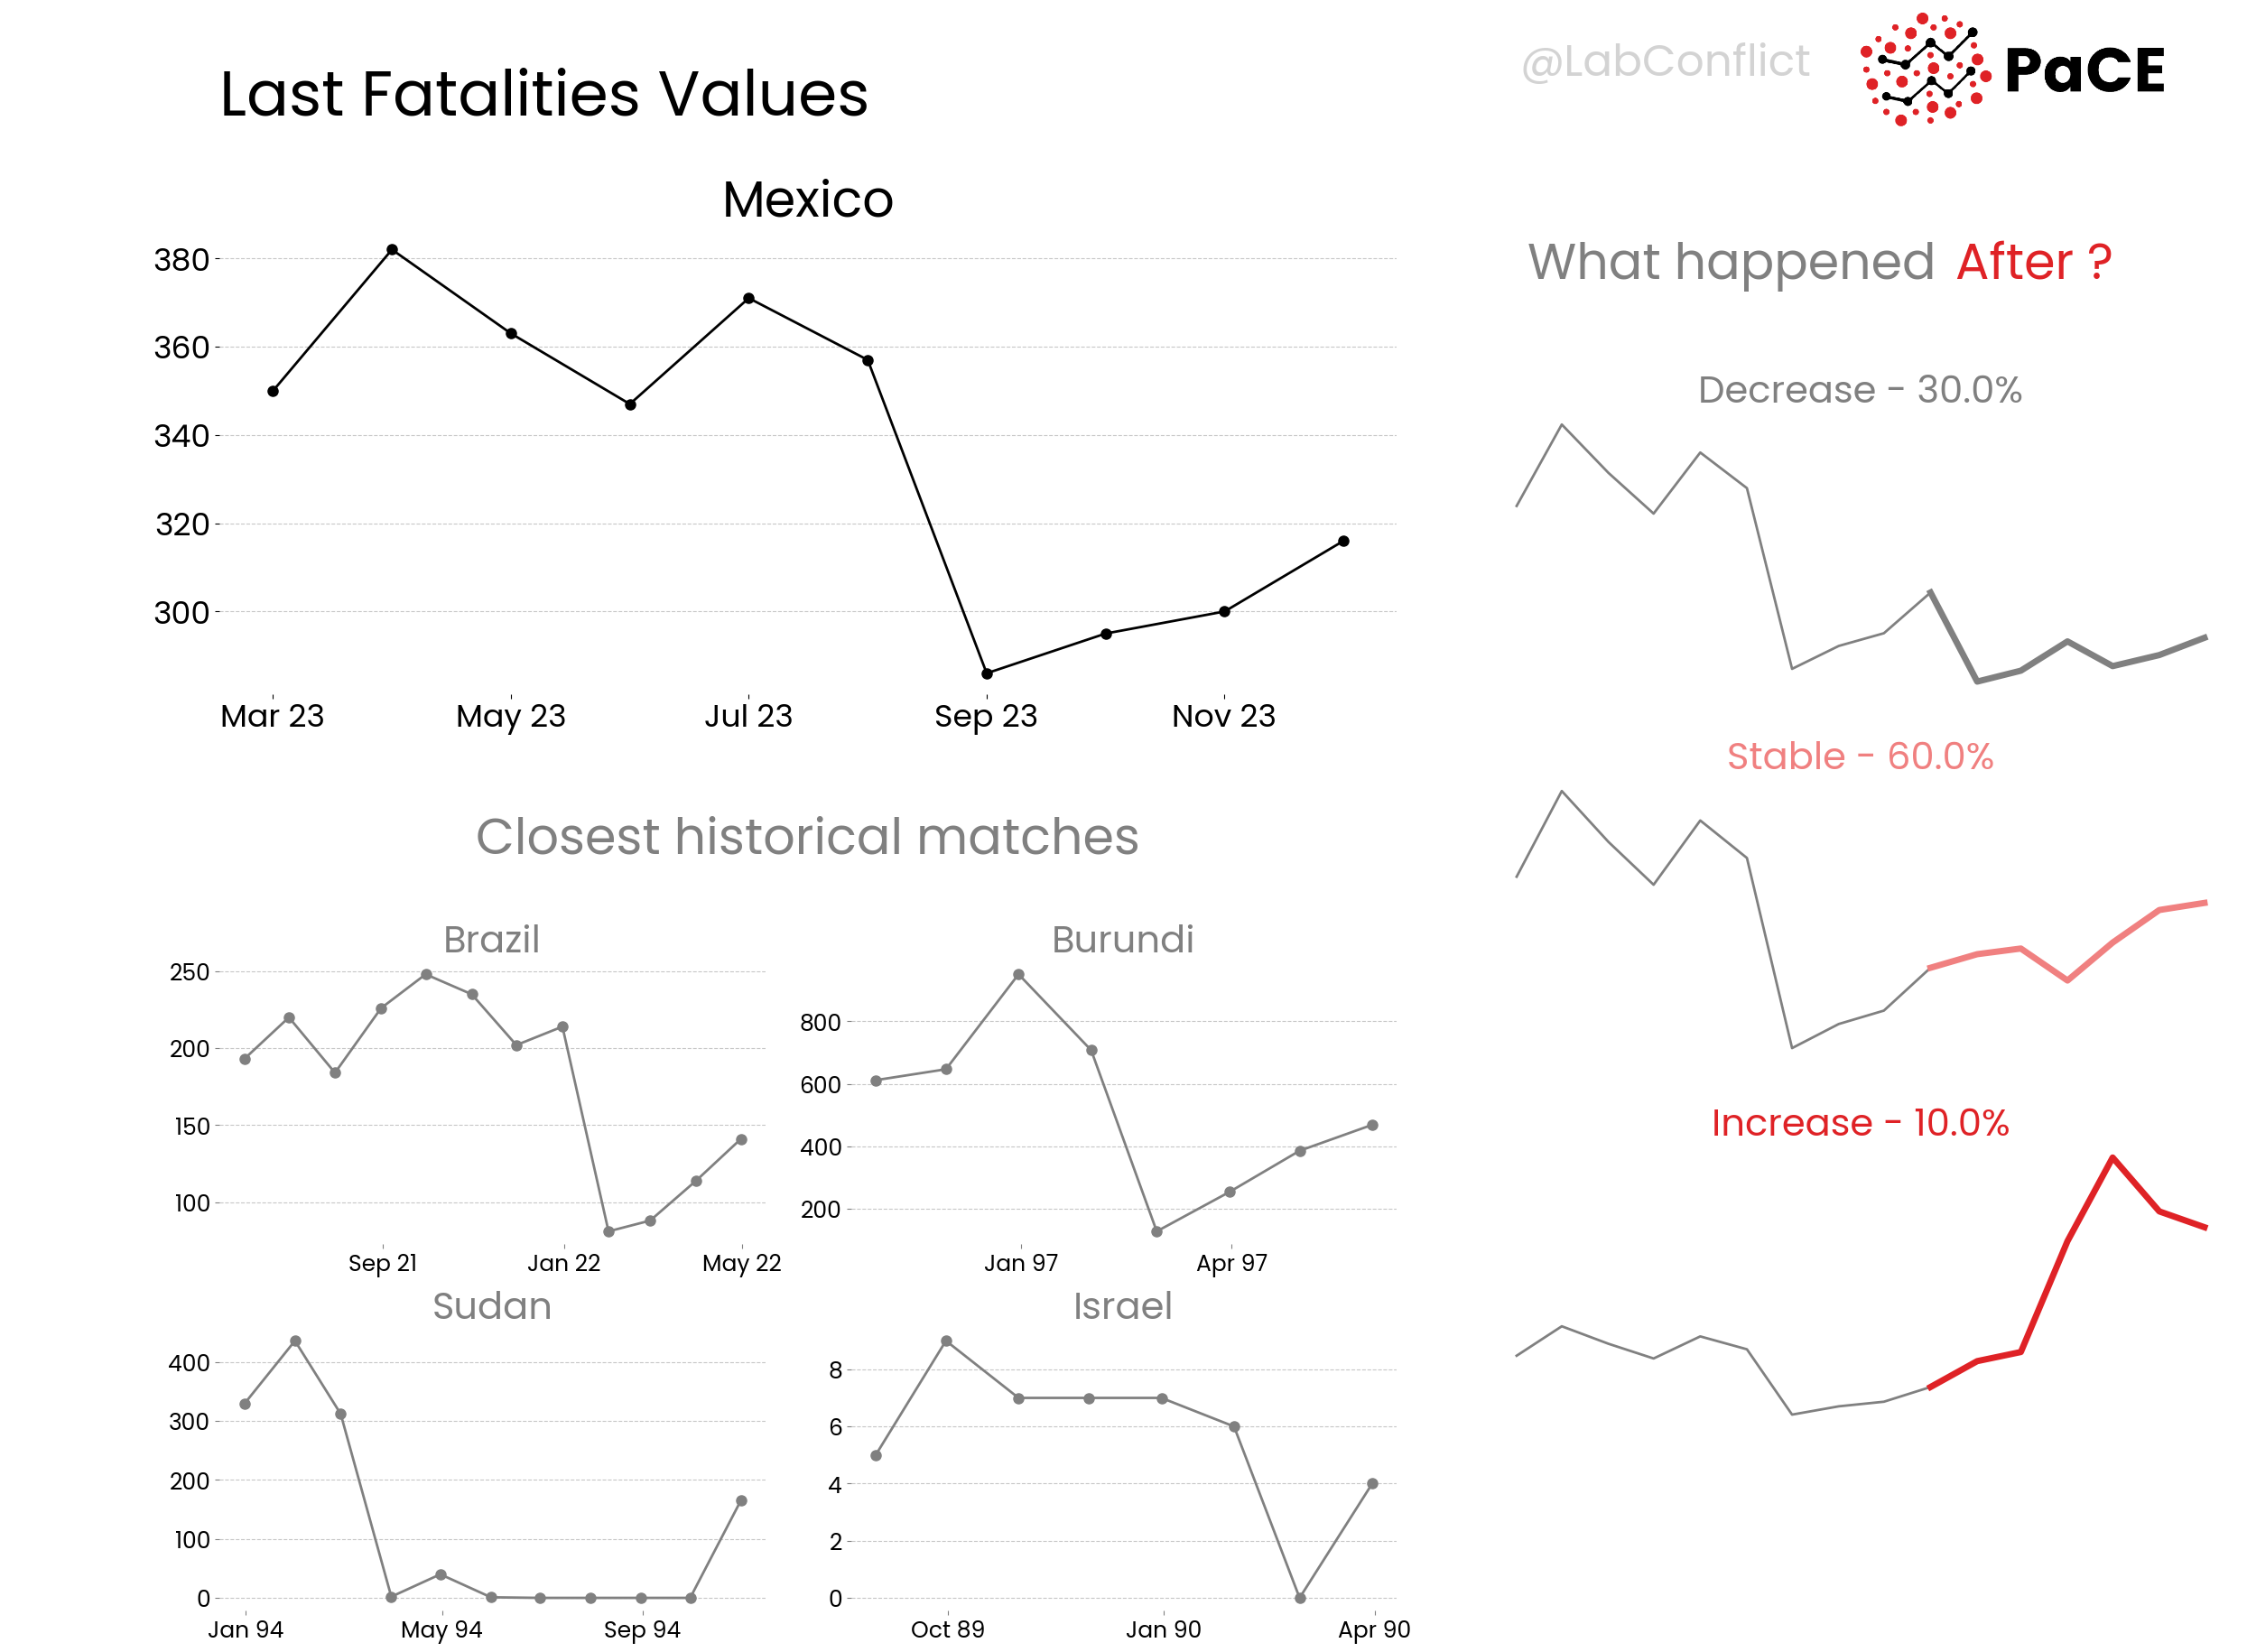 @LabConflict
PaCE
Last Fatalities Values
Mexico
380
360
340
320
300
Mar 23
May 23
Jul 23
Sep 23
Nov 23
What happened After ?
Decrease - 30.0%
Stable - 60.0%
Increase - 10.0%
Closest historical matches
Brazil
250
200
150
100
Sep 21
Jan 22
May 22
Burundi
800
600
400
200
Jan 97
Apr 97
Sudan
400
300
200
100
0
Jan 94
May 94
Sep 94
Israel
8
6
4
2
0
Oct 89
Jan 90
Apr 90